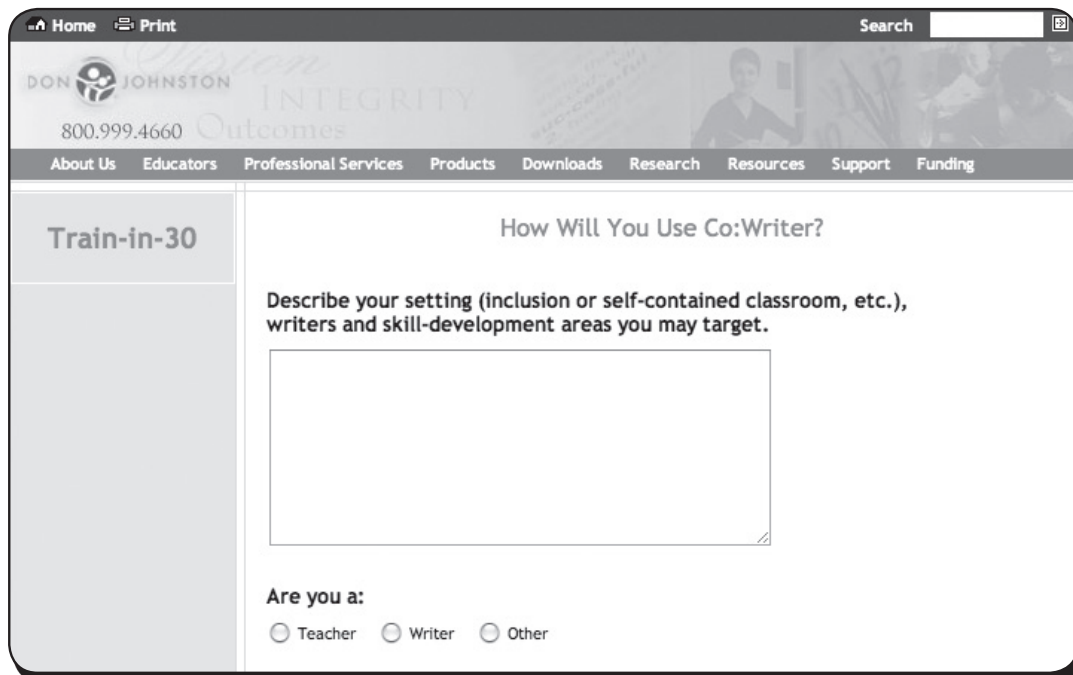 Home Print Search
Vision
DON JOHNSTON
INTEGRITY
successful
800.999.4660 Outcomes
About Us Educators Professional Services Products Downloads Research Resources Support Funding
Train-in-30
How Will You Use Co:Writer?
Describe your setting (inclusion or self-contained classroom, etc.),
writers and skill-development areas you may target.
Are you a:
Teacher Writer Other